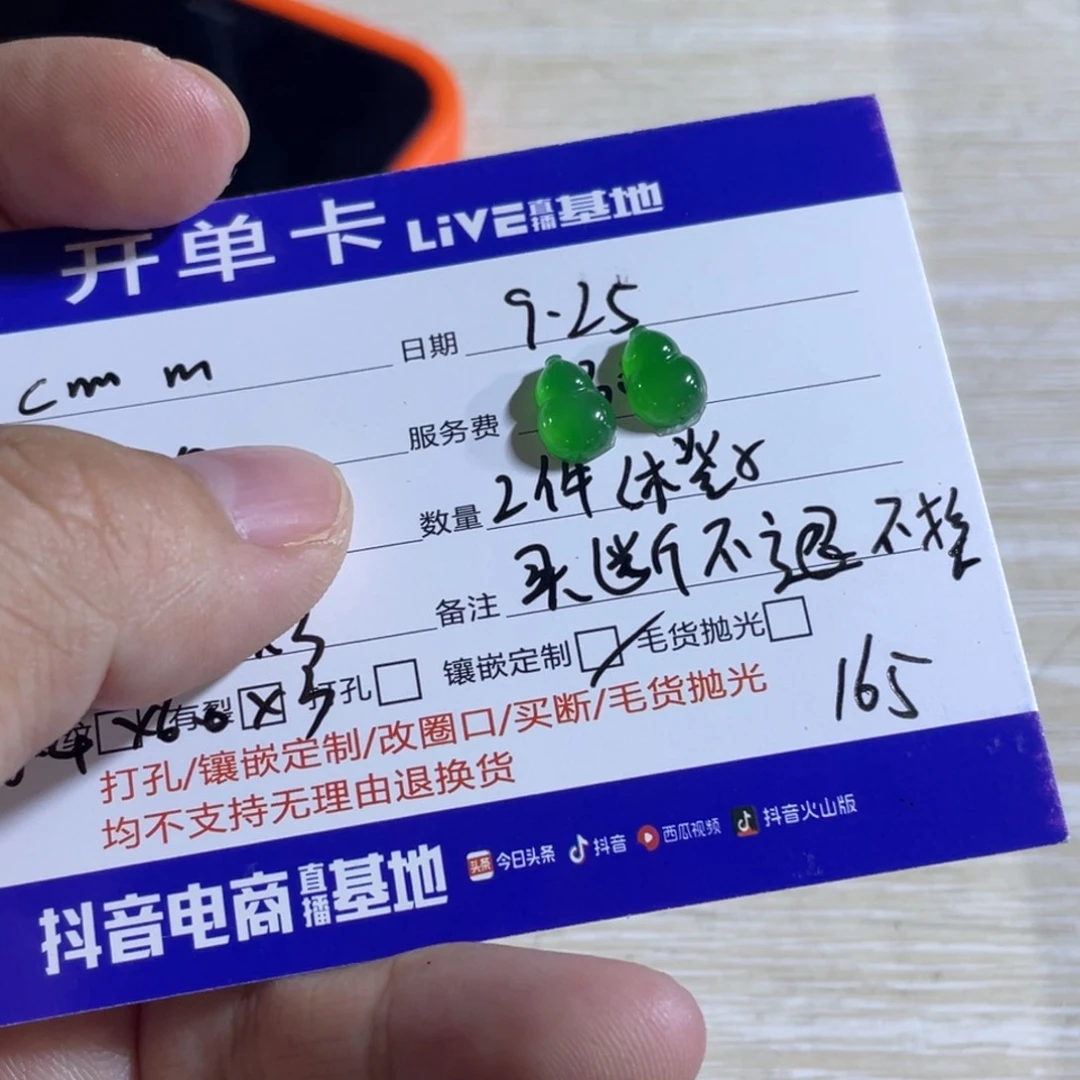 开单卡 LiVE直播基地
cmm m 日期 9.25
服务费
数量 2件
备注 买断不退不
有裂 打孔 镶嵌定制 毛货抛光
165
打孔/镶嵌定制/改圈口/买断/毛货抛光
均不支持无理由退换货
抖音电商直播基地 头条 今日头条 抖音 西瓜视频 抖音火山版